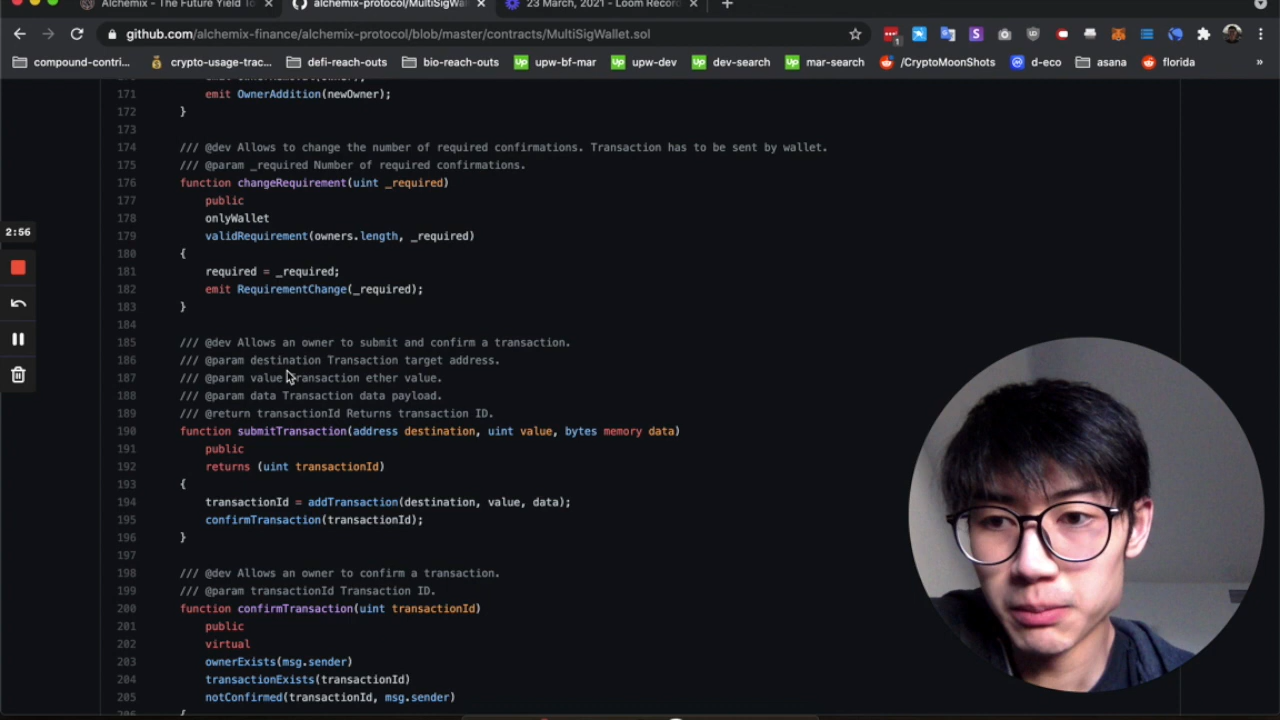 Alchemix - The Future Yield To
alchemix-protocol/MultiSigWal
23 March, 2021 - Loom Record
github.com/alchemix-finance/alchemix-protocol/blob/master/contracts/MultiSigWallet.sol
1
compound-contri...
crypto-usage-trac...
defi-reach-outs
bio-reach-outs
Up upw-bf-mar
Up upw-dev
Up dev-search
Up mar-search
/CryptoMoonShots
d-eco
asana
florida
»
171 emit OwnerAddition(newOwner);
172 }
173
174 /// @dev Allows to change the number of required confirmations. Transaction has to be sent by wallet.
175 /// @param _required Number of required confirmations.
176 function changeRequirement(uint _required)
177 public
178 onlyWallet
179 validRequirement(owners.length, _required)
180 {
181 required = _required;
182 emit RequirementChange(_required);
183 }
184
185 /// @dev Allows an owner to submit and confirm a transaction.
186 /// @param destination Transaction target address.
187 /// @param value Transaction ether value.
188 /// @param data Transaction data payload.
189 /// @return transactionId Returns transaction ID.
190 function submitTransaction(address destination, uint value, bytes memory data)
191 public
192 returns (uint transactionId)
193 {
194 transactionId = addTransaction(destination, value, data);
195 confirmTransaction(transactionId);
196 }
197
198 /// @dev Allows an owner to confirm a transaction.
199 /// @param transactionId Transaction ID.
200 function confirmTransaction(uint transactionId)
201 public
202 virtual
203 ownerExists(msg.sender)
204 transactionExists(transactionId)
205 notConfirmed(transactionId, msg.sender)
{
2:56